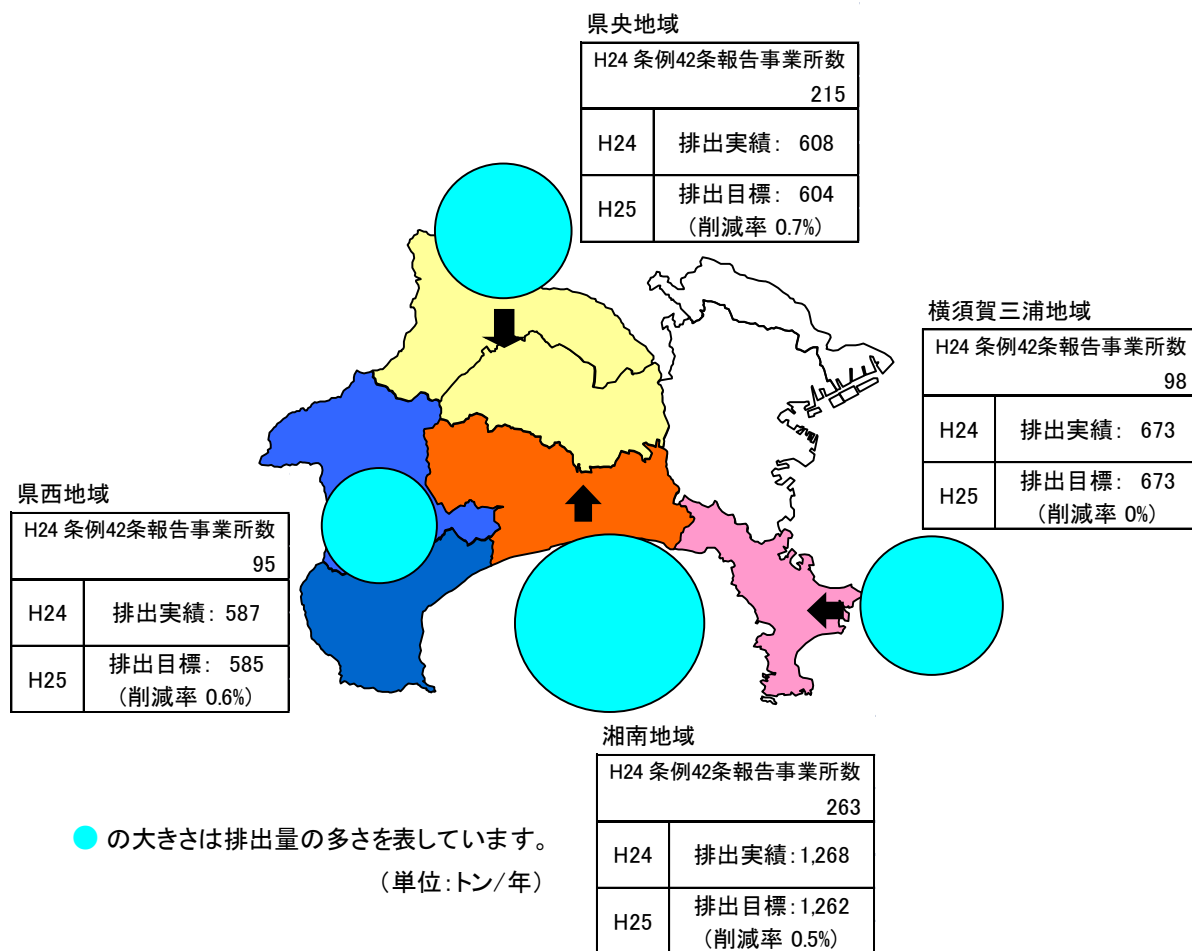 県央地域
H24 条例42条報告事業所数
215
H24 排出実績: 608
H25 排出目標: 604
(削減率 0.7%)
横須賀三浦地域
H24 条例42条報告事業所数
98
H24 排出実績: 673
H25 排出目標: 673
(削減率 0%)
県西地域
H24 条例42条報告事業所数
95
H24 排出実績: 587
H25 排出目標: 585
(削減率 0.6%)
湘南地域
H24 条例42条報告事業所数
263
H24 排出実績:1,268
H25 排出目標:1,262
(削減率 0.5%)
の大きさは排出量の多さを表しています。
(単位:トン/年)